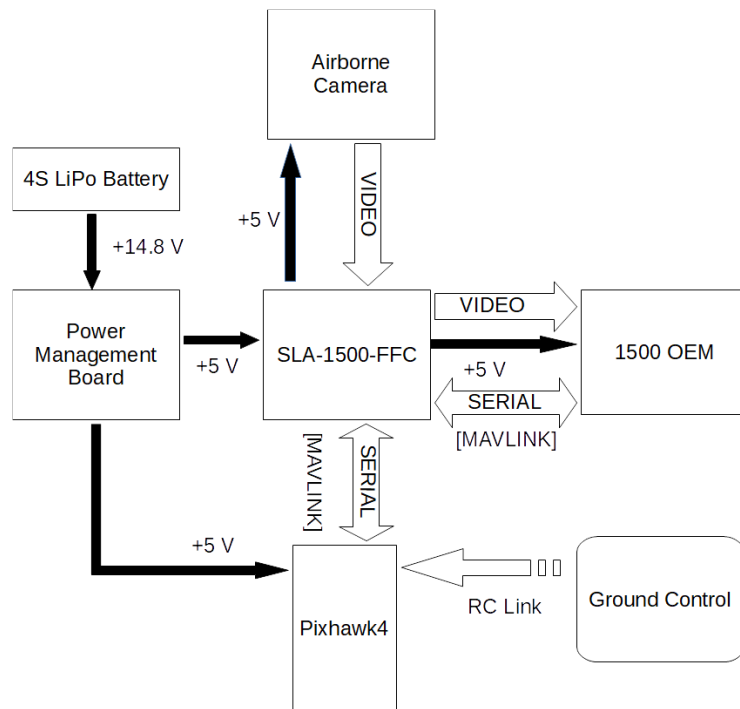 Airborne
Camera
4S LiPo Battery
+14.8 V
+5 V
VIDEO
Power
Management
Board
+5 V
SLA-1500-FFC
VIDEO
+5 V
1500 OEM
SERIAL
[MAVLINK]
[MAVLINK]
SERIAL
+5 V
Pixhawk4
RC Link
Ground Control